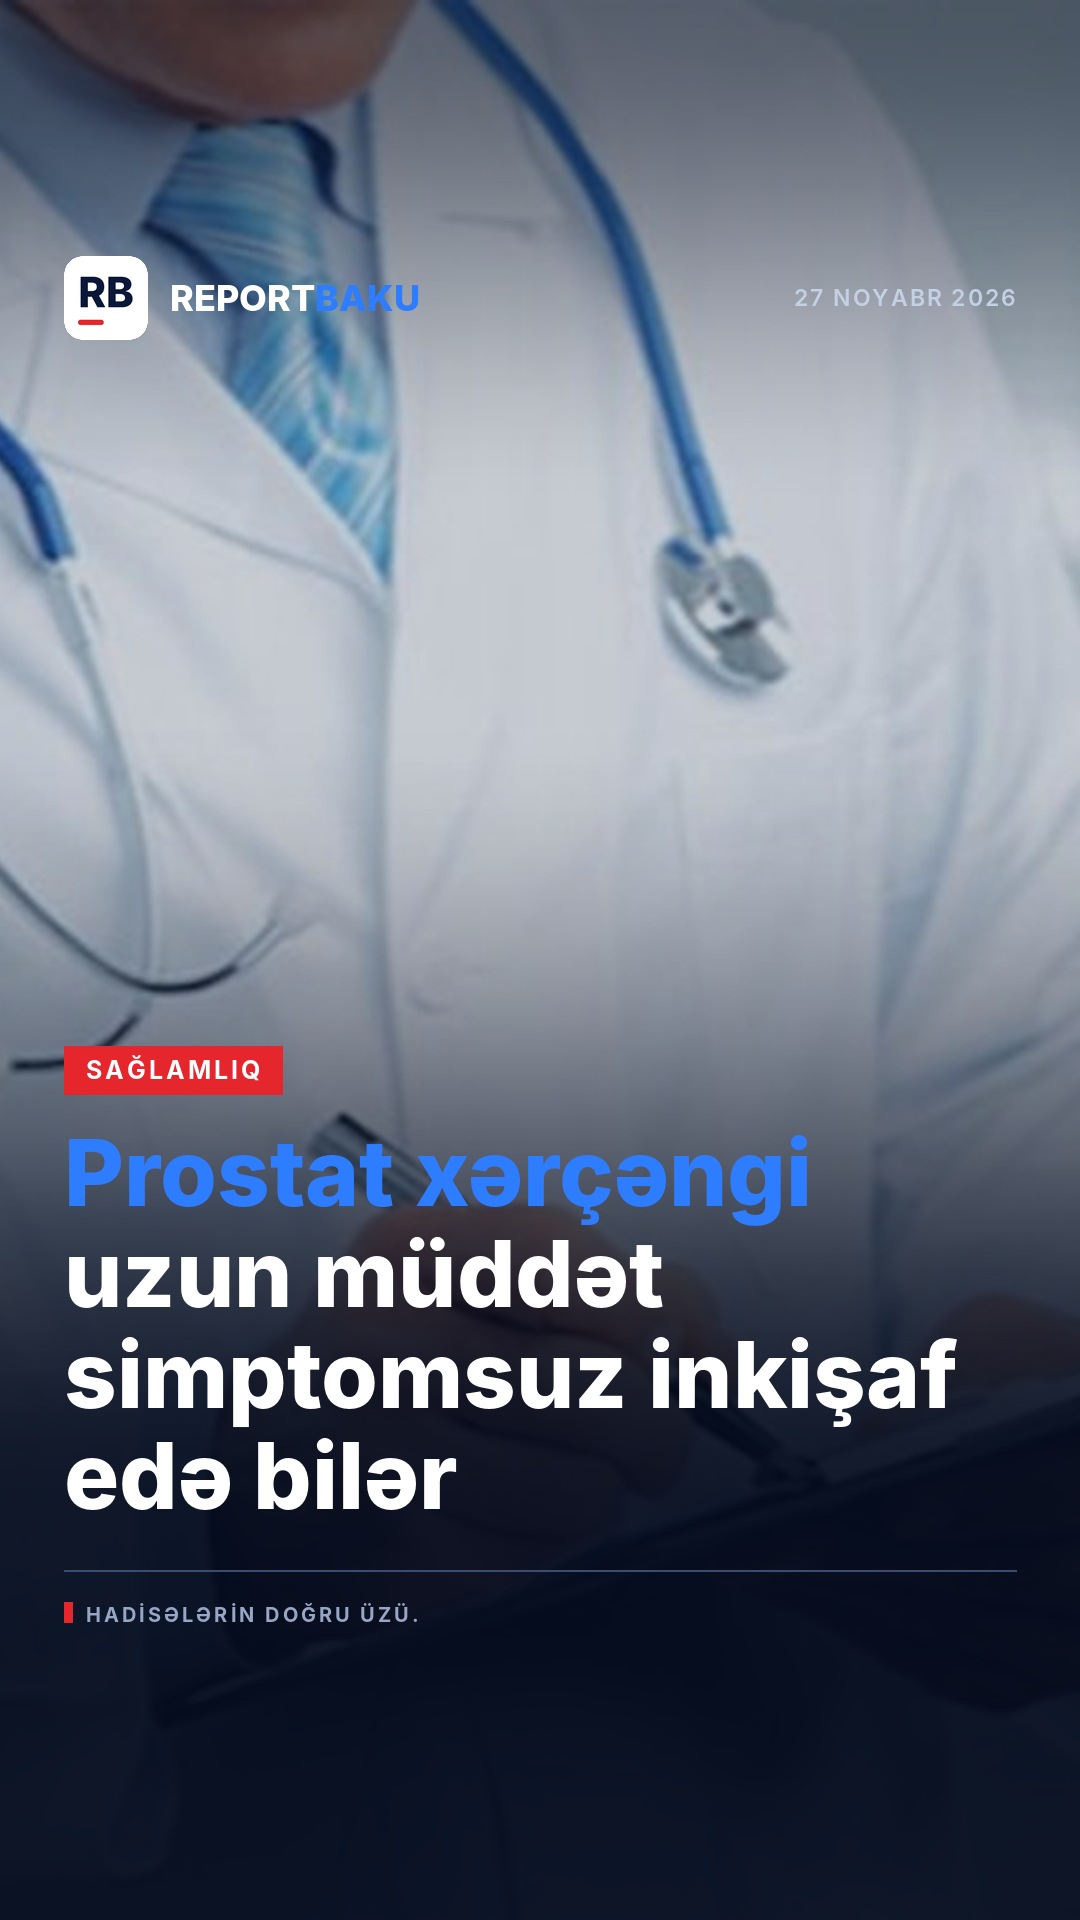 RB
REPORTBAKU
27 NOYABR 2026
SAĞLAMLIQ
Prostat xərçəngi
uzun müddət
simptomsuz inkişaf
edə bilər
HADİSƏLƏRİN DOĞRU ÜZÜ.